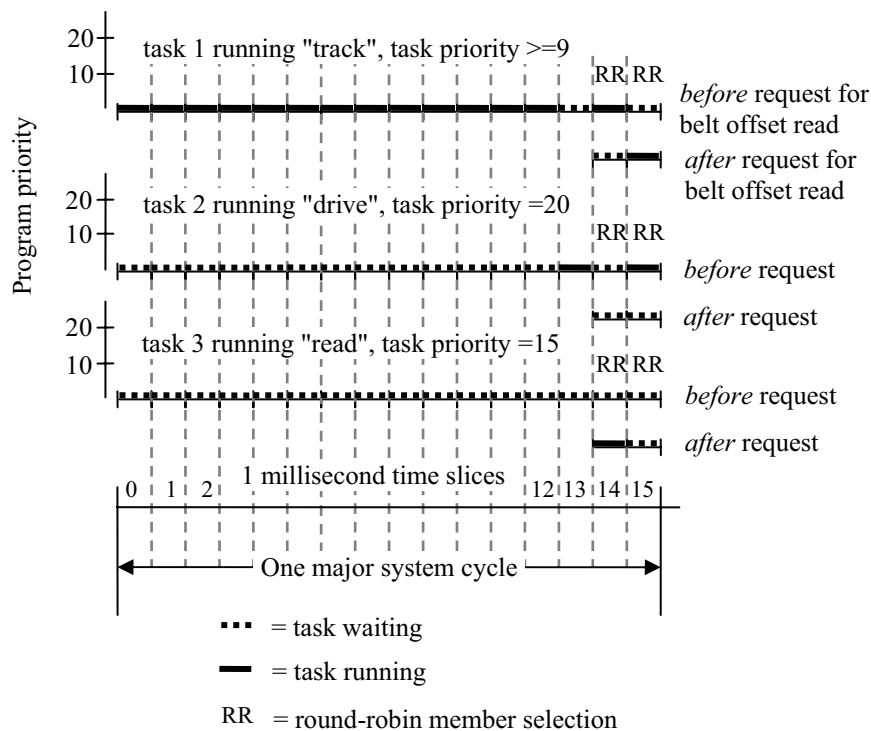 20
10
task 1 running "track", task priority >=9
RR RR
before request for
belt offset read
after request for
belt offset read
Program priority
20
10
task 2 running "drive", task priority =20
RR RR
before request
after request
20
10
task 3 running "read", task priority =15
RR RR
before request
after request
1 millisecond time slices
0 1 2 12 13 14 15
One major system cycle
= task waiting
= task running
RR = round-robin member selection